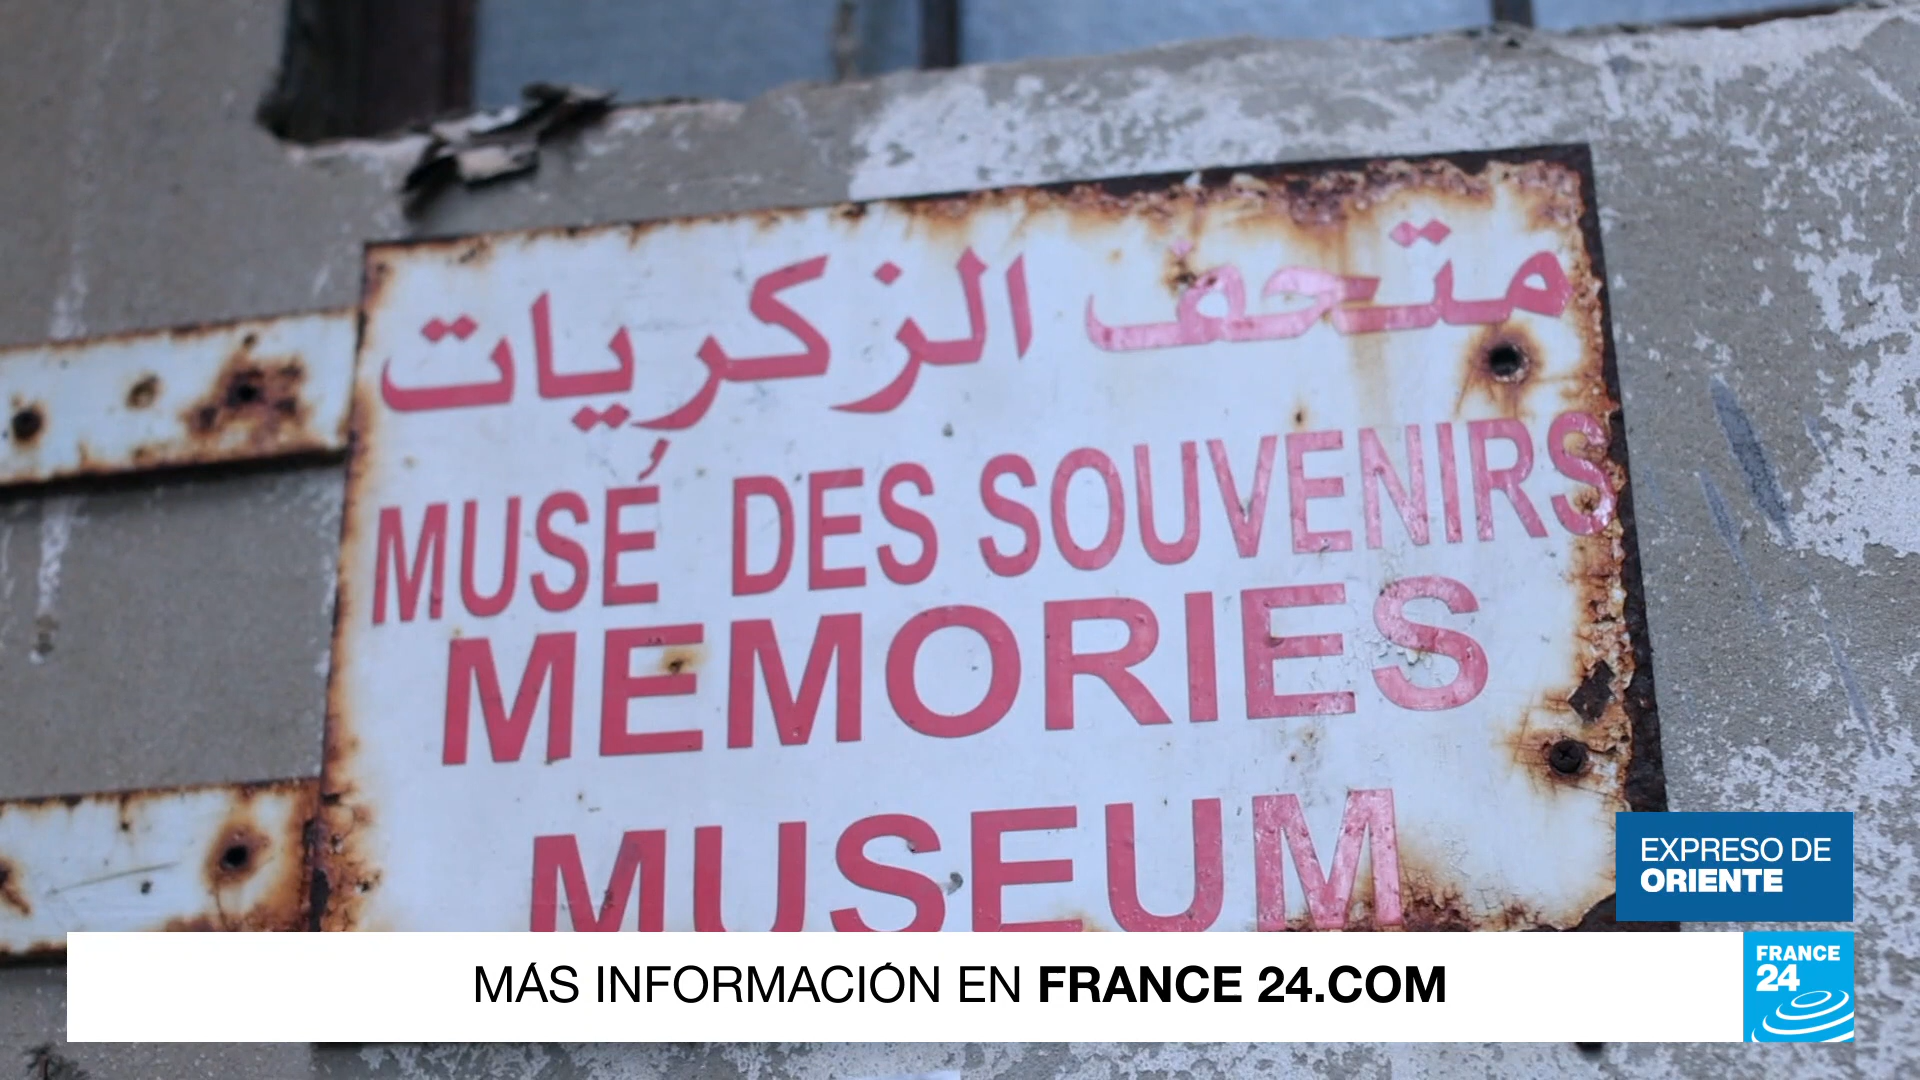 متحف الزكريات
MUSÉ DES SOUVENIRS
MEMORIES
MUSEUM
EXPRESO DE
ORIENTE
MÁS INFORMACIÓN EN FRANCE 24.COM
FRANCE
24